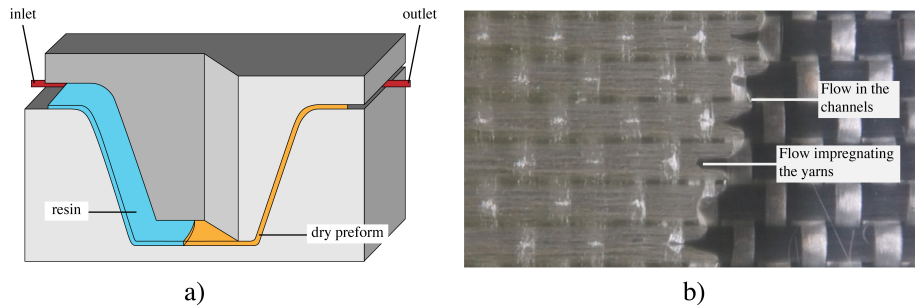 inlet
outlet
resin
dry preform
a)
Flow in the
channels
Flow impregnating
the yarns
b)